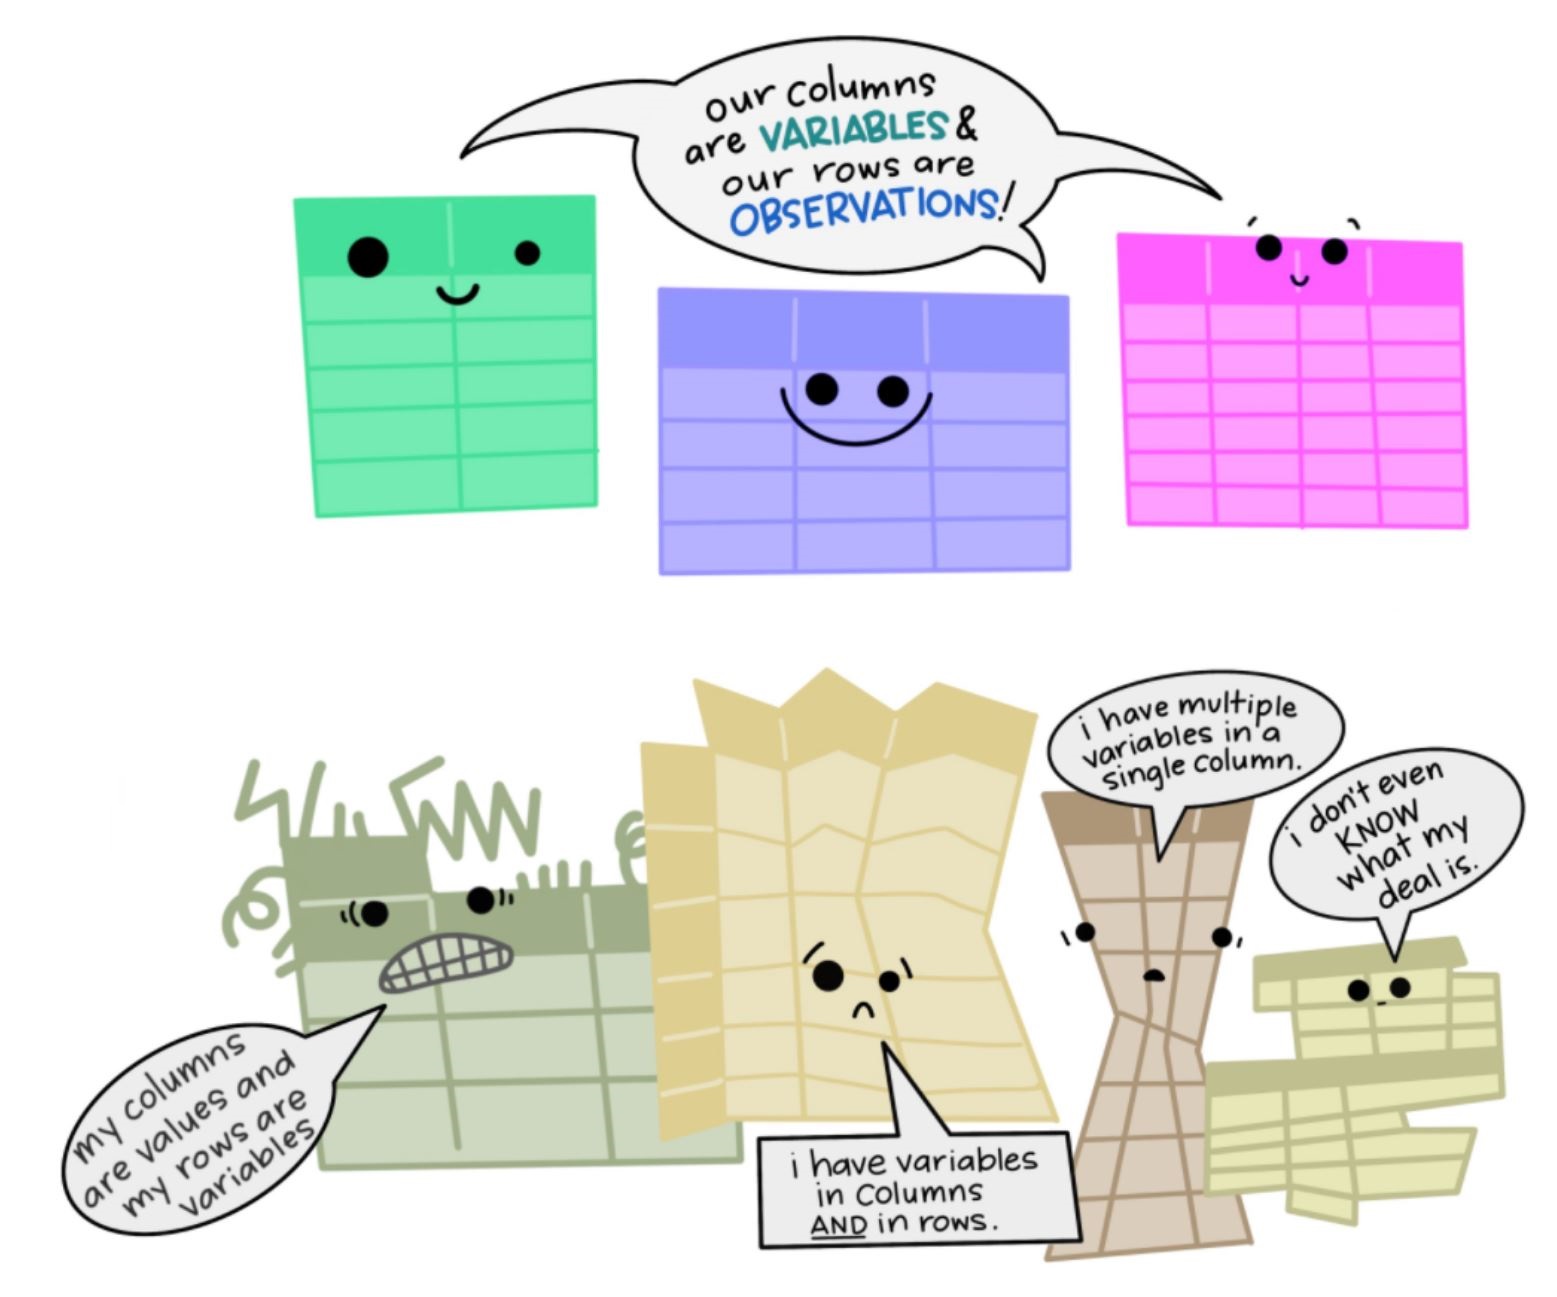 our columns
are VARIABLES &
our rows are
OBSERVATIONS!
i have multiple
variables in a
single column.
i don't even
KNOW
what my
deal is.
my columns
are values and
my rows are
variables
i have variables
in columns
AND in rows.